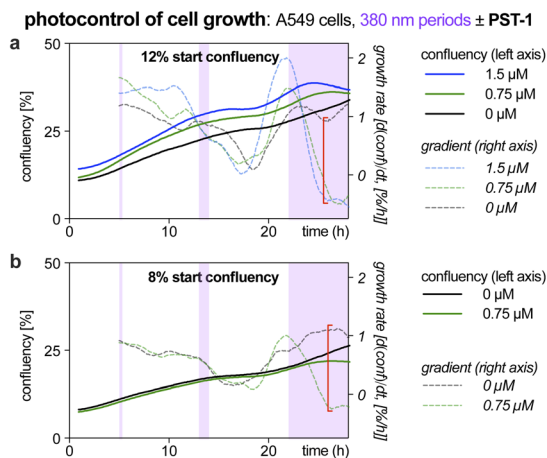 photocontrol of cell growth: A549 cells, 380 nm periods ± PST-1
a
12% start confluency
confluency [%]
50
25
0
0
10
20
time (h)
2
1
0
growth rate [d(conf)/dt, [%/h]]
confluency (left axis)
1.5 µM
0.75 µM
0 µM
gradient (right axis)
1.5 µM
0.75 µM
0 µM
b
8% start confluency
confluency [%]
50
25
0
0
10
20
time (h)
2
1
0
growth rate [d(conf)/dt, [%/h]]
confluency (left axis)
0 µM
0.75 µM
gradient (right axis)
0 µM
0.75 µM